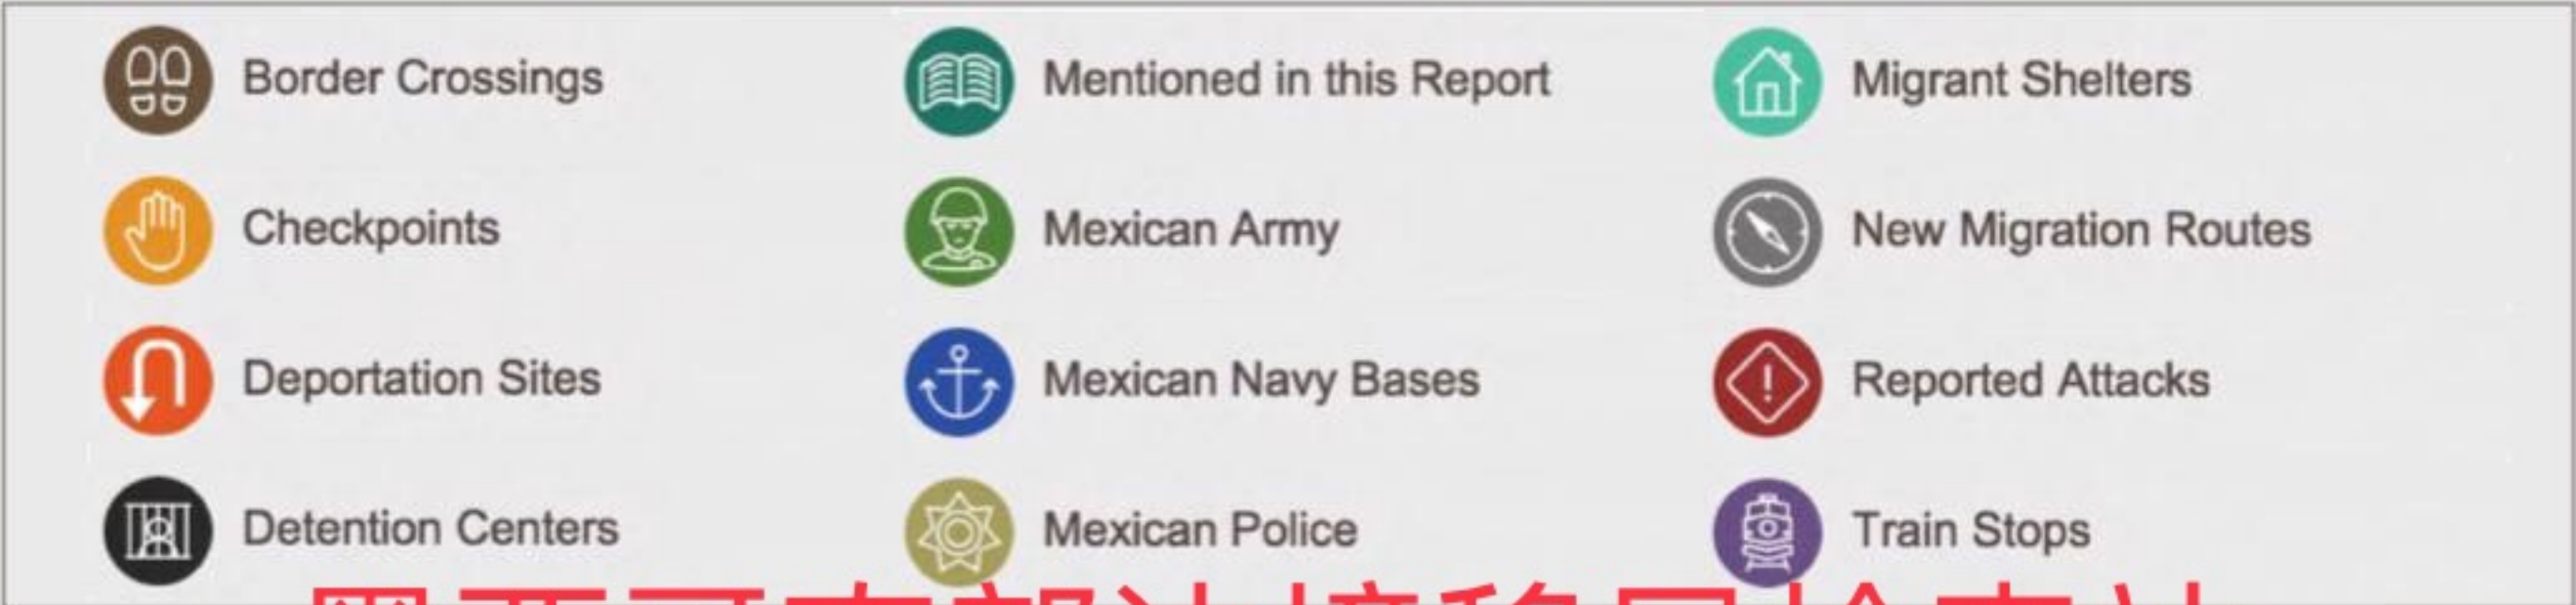 Border Crossings
Mentioned in this Report
Migrant Shelters
Checkpoints
Mexican Army
New Migration Routes
Deportation Sites
Mexican Navy Bases
Reported Attacks
Detention Centers
Mexican Police
Train Stops